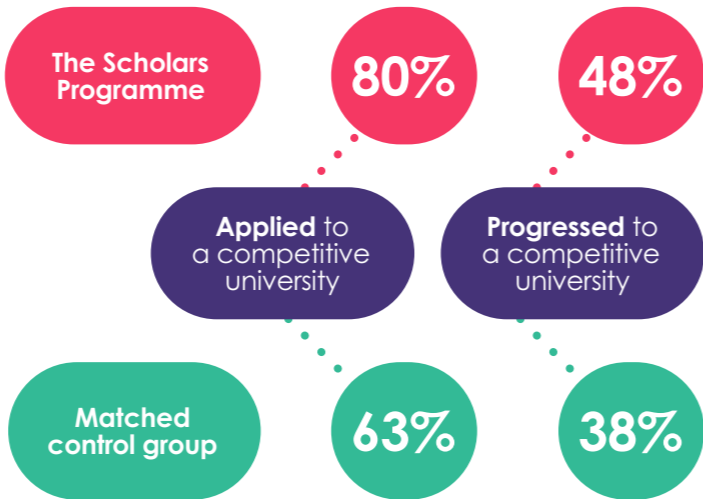 The Scholars
Programme
80%
48%
Applied to
a competitive
university
Progressed to
a competitive
university
Matched
control group
63%
38%